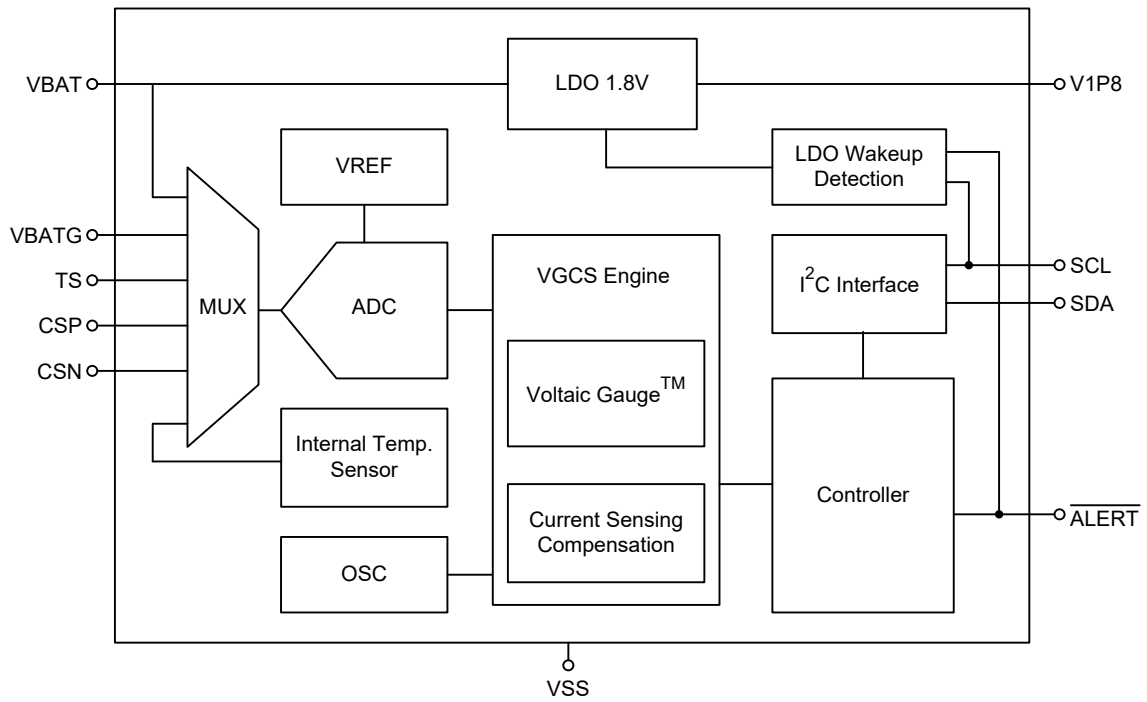 VBAT
LDO 1.8V
V1P8
VREF
LDO Wakeup
Detection
VBATG
TS
CSP
CSN
MUX
ADC
VGCS Engine
I²C Interface
SCL
SDA
Voltaic Gauge™
Internal Temp.
Sensor
Current Sensing
Compensation
Controller
ALERT
OSC
VSS